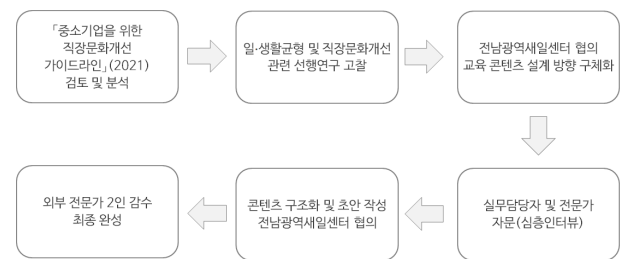 「중소기업을 위한
직장문화개선
가이드라인」(2021)
검토 및 분석
일·생활균형 및 직장문화개선
관련 선행연구 고찰
전남광역새일센터 협의
교육 콘텐츠 설계 방향 구체화
실무담당자 및 전문가
자문(심층인터뷰)
콘텐츠 구조화 및 초안 작성
전남광역새일센터 협의
외부 전문가 2인 감수
최종 완성